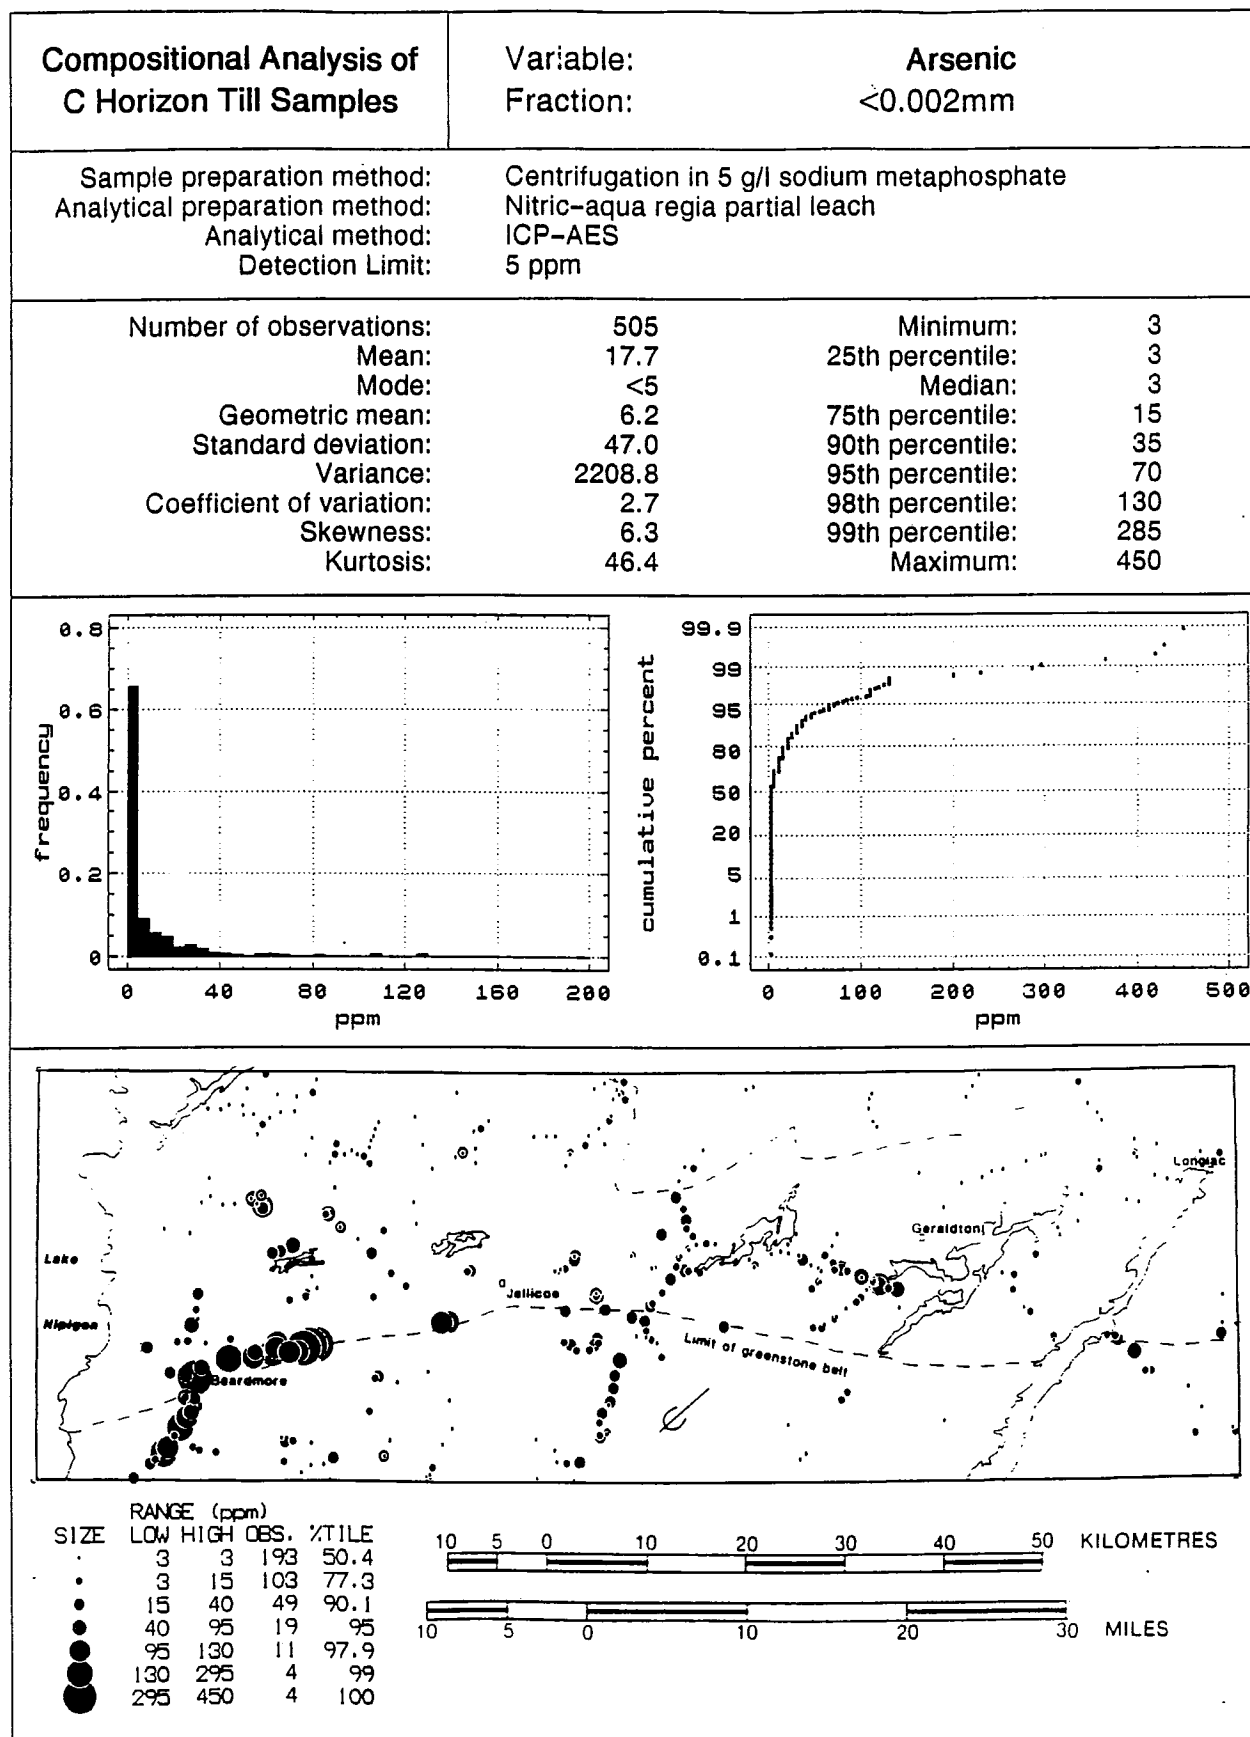 Compositional Analysis of
C Horizon Till Samples
Variable: Arsenic
Fraction: <0.002mm
Sample preparation method: Centrifugation in 5 g/l sodium metaphosphate
Analytical preparation method: Nitric-aqua regia partial leach
Analytical method: ICP-AES
Detection Limit: 5 ppm
Number of observations: 505 Minimum: 3
Mean: 17.7 25th percentile: 3
Mode: <5 Median: 3
Geometric mean: 6.2 75th percentile: 15
Standard deviation: 47.0 90th percentile: 35
Variance: 2208.8 95th percentile: 70
Coefficient of variation: 2.7 98th percentile: 130
Skewness: 6.3 99th percentile: 285
Kurtosis: 46.4 Maximum: 450
frequency
0.8
0.6
0.4
0.2
0
0 40 80 120 160 200
ppm
cumulative percent
99.9
99
95
80
50
20
5
1
0.1
0 100 200 300 400 500
ppm
Longlac
Geraldton
Lake
Nipigon
Jellicoe
Limit of greenstone belt
Beardmore
RANGE (ppm)
SIZE LOW HIGH OBS. %TILE
3 3 193 50.4
3 15 103 77.3
15 40 49 90.1
40 95 19 95
95 130 11 97.9
130 295 4 99
295 450 4 100
10 5 0 10 20 30 40 50 KILOMETRES
10 5 0 10 20 30 MILES